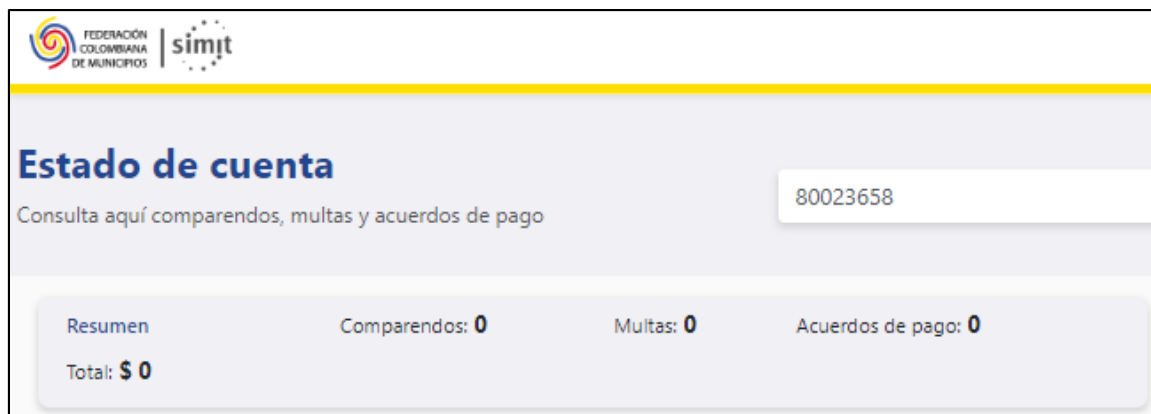 FEDERACIÓN
COLOMBIANA
DE MUNICIPIOS
simit
Estado de cuenta
Consulta aquí comparendos, multas y acuerdos de pago
80023658
Resumen Comparendos: 0 Multas: 0 Acuerdos de pago: 0
Total: $ 0